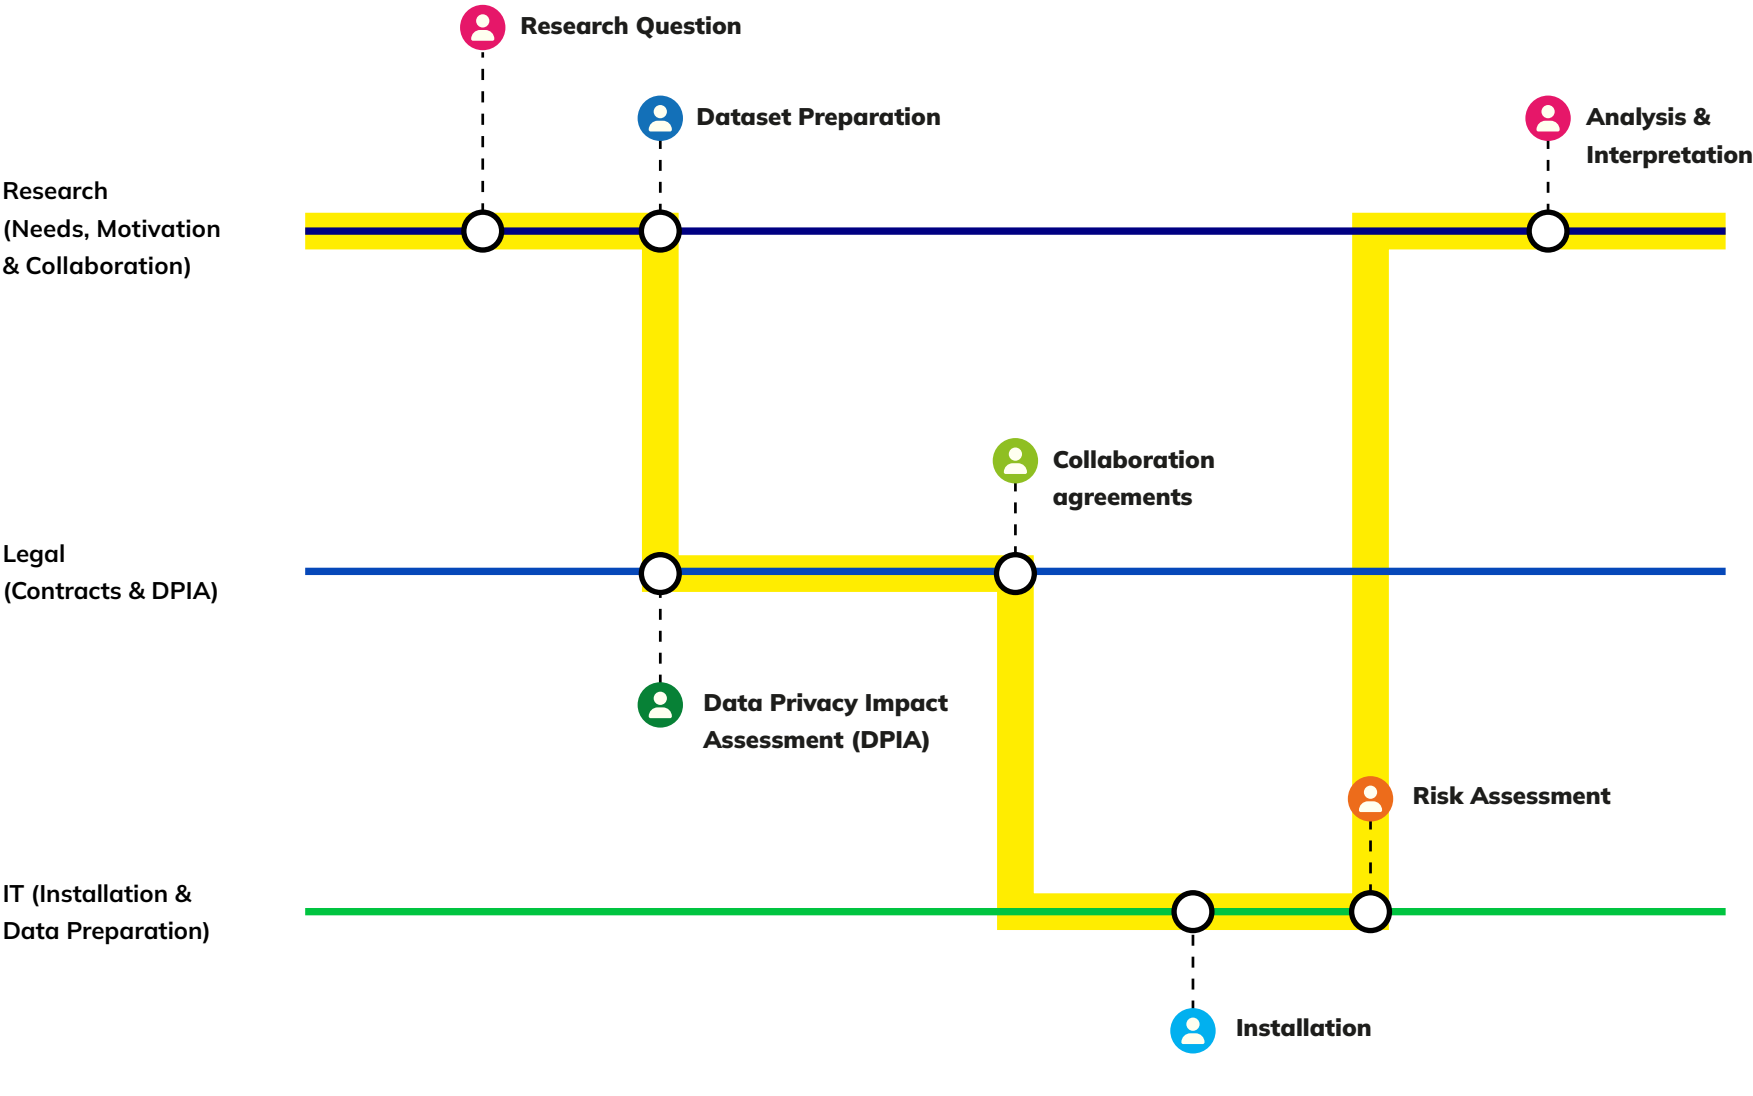 Research Question
Dataset Preparation
Analysis &
Interpretation
Research
(Needs, Motivation
& Collaboration)
Collaboration
agreements
Legal
(Contracts & DPIA)
Data Privacy Impact
Assessment (DPIA)
Risk Assessment
IT (Installation &
Data Preparation)
Installation